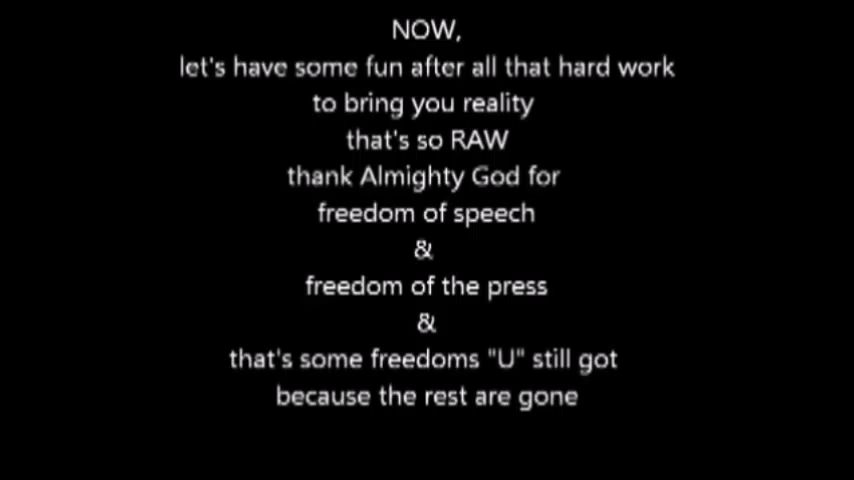 NOW,
let's have some fun after all that hard work
to bring you reality
that's so RAW
thank Almighty God for
freedom of speech
&
freedom of the press
&
that's some freedoms "U" still got
because the rest are gone